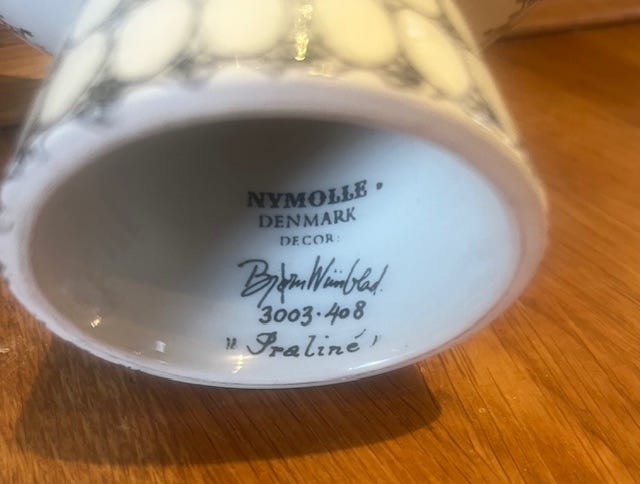 NYMOLLE
DENMARK
DECOR:
Bjørn Wiinblad.
3003-408
"Praliné"